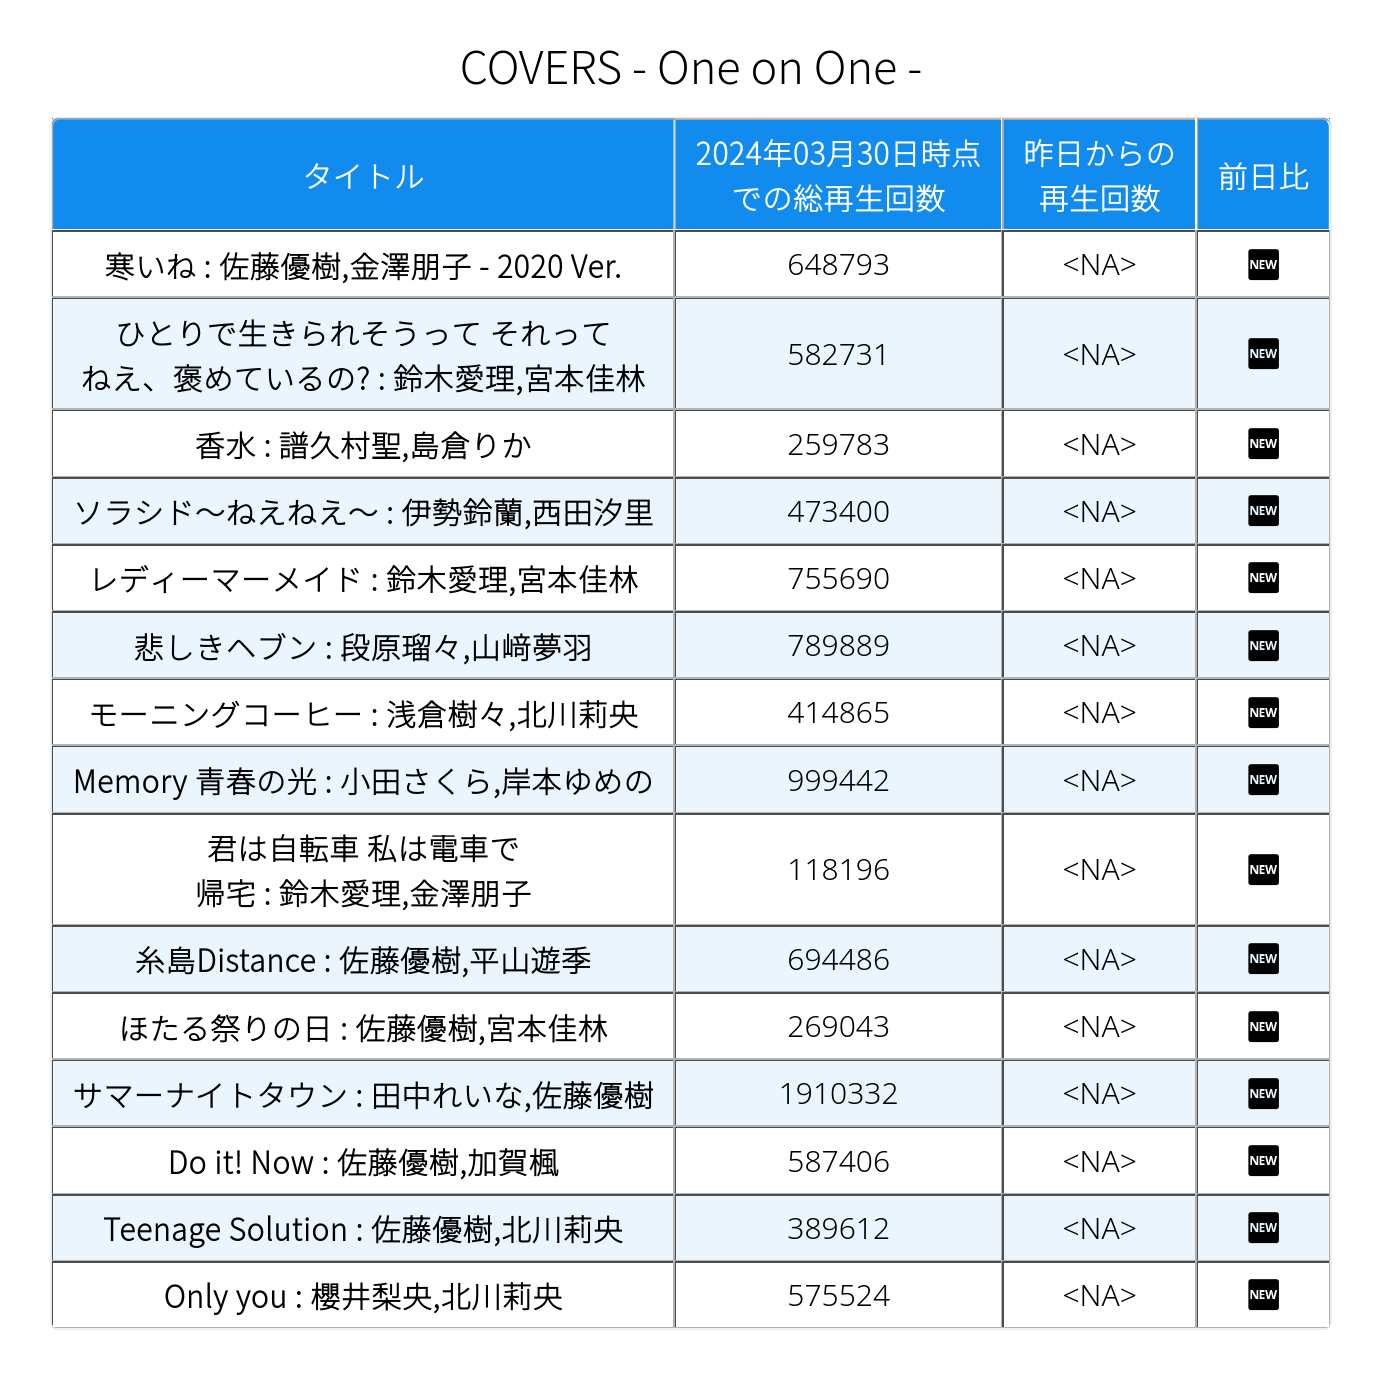 COVERS - One on One -
タイトル
2024年03月30日時点
での総再生回数
昨日からの
再生回数
前日比
寒いね : 佐藤優樹,金澤朋子 - 2020 Ver.
648793
<NA>
NEW
ひとりで生きられそうって それって
ねえ、褒めているの? : 鈴木愛理,宮本佳林
582731
<NA>
NEW
香水 : 譜久村聖,島倉りか
259783
<NA>
NEW
ソラシド～ねえねえ～ : 伊勢鈴蘭,西田汐里
473400
<NA>
NEW
レディーマーメイド : 鈴木愛理,宮本佳林
755690
<NA>
NEW
悲しきヘブン : 段原瑠々,山﨑夢羽
789889
<NA>
NEW
モーニングコーヒー : 浅倉樹々,北川莉央
414865
<NA>
NEW
Memory 青春の光 : 小田さくら,岸本ゆめの
999442
<NA>
NEW
君は自転車 私は電車で
帰宅 : 鈴木愛理,金澤朋子
118196
<NA>
NEW
糸島Distance : 佐藤優樹,平山遊季
694486
<NA>
NEW
ほたる祭りの日 : 佐藤優樹,宮本佳林
269043
<NA>
NEW
サマーナイトタウン : 田中れいな,佐藤優樹
1910332
<NA>
NEW
Do it! Now : 佐藤優樹,加賀楓
587406
<NA>
NEW
Teenage Solution : 佐藤優樹,北川莉央
389612
<NA>
NEW
Only you : 櫻井梨央,北川莉央
575524
<NA>
NEW